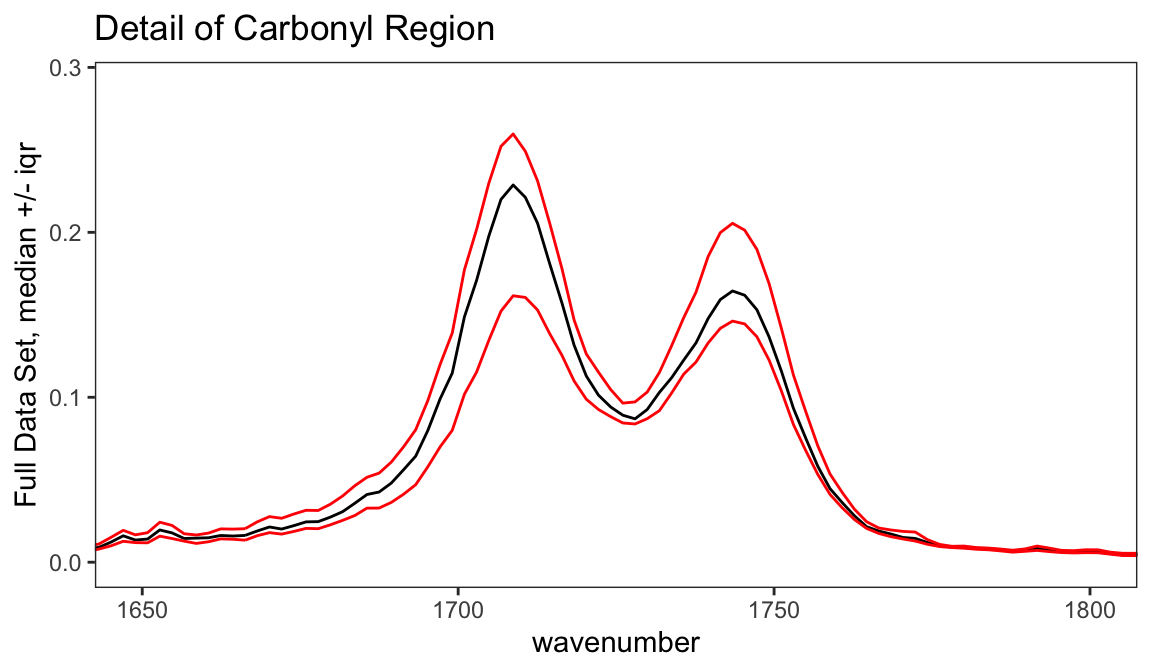 Detail of Carbonyl Region
Full Data Set, median +/- iqr
0.3
0.2
0.1
0.0
1650
1700
1750
1800
wavenumber